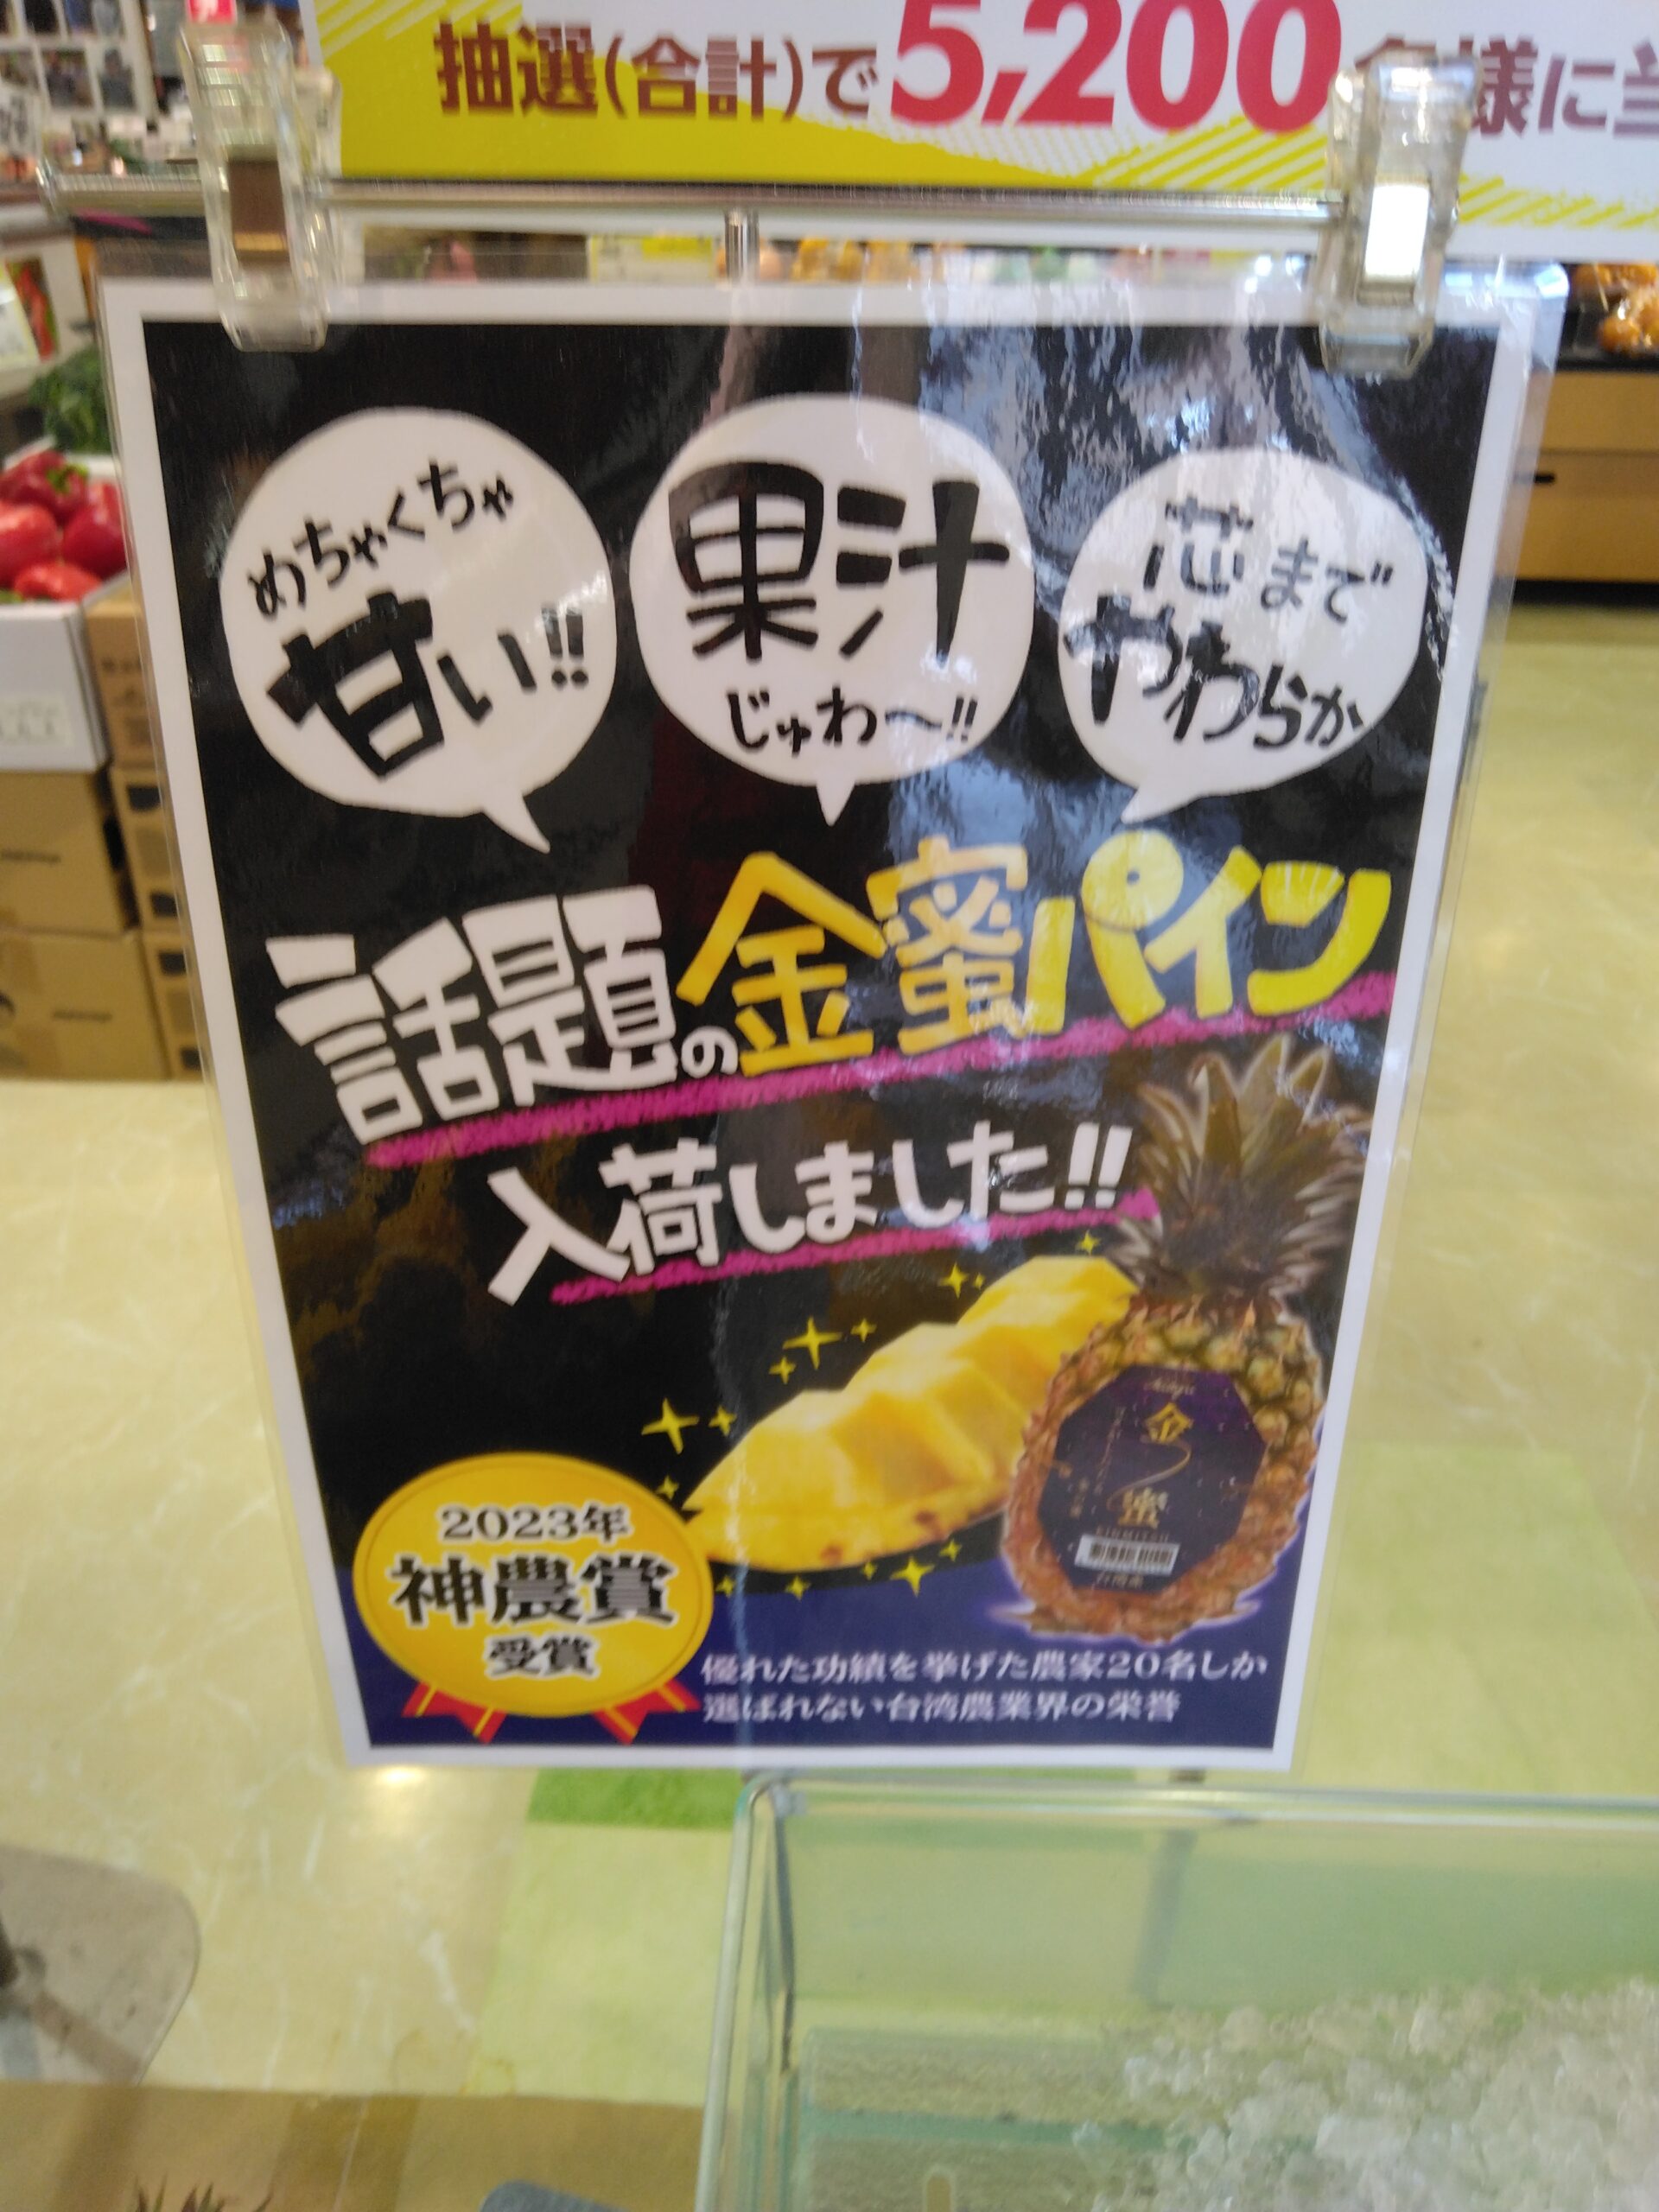 抽選(合計)で5,200名様に当
めちゃくちゃ
甘い!!
果汁
じゅわ〜!!
芯まで
やわらか
話題の金蜜パイン
入荷しました!!
金
蜜
KINMITSU
台湾産
2023年
神農賞
受賞
優れた功績を挙げた農家20名しか
選ばれない台湾農業界の栄誉